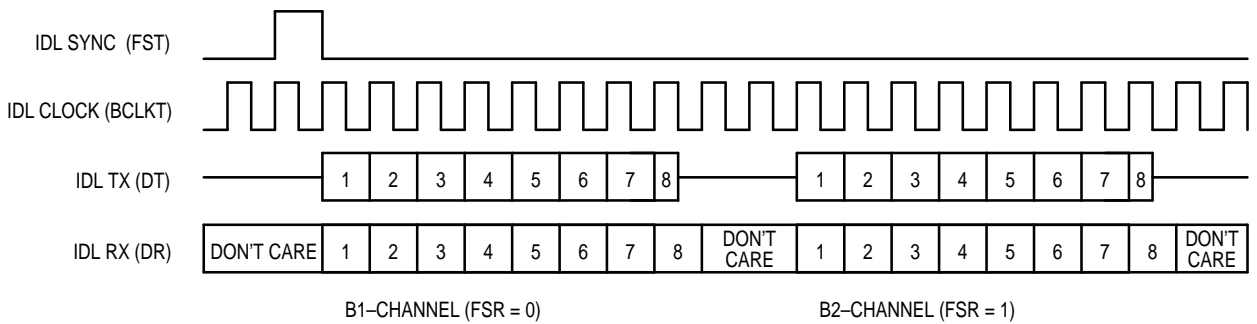 IDL SYNC (FST)
IDL CLOCK (BCLKT)
IDL TX (DT) 1 2 3 4 5 6 7 8 1 2 3 4 5 6 7 8
IDL RX (DR) DON'T CARE 1 2 3 4 5 6 7 8 DON'T CARE 1 2 3 4 5 6 7 8 DON'T CARE
B1–CHANNEL (FSR = 0) B2–CHANNEL (FSR = 1)